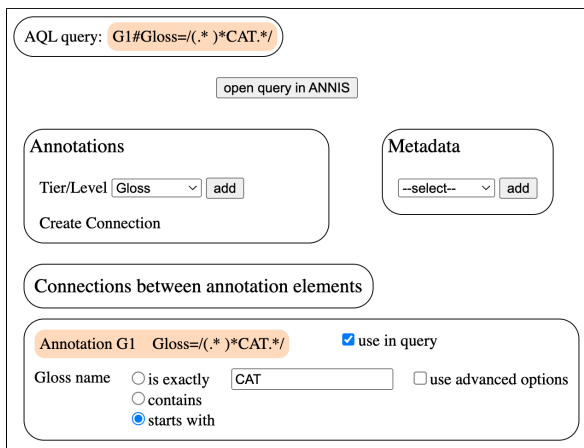 AQL query: G1#Gloss=/(.* )*CAT.*/
open query in ANNIS
Annotations
Tier/Level Gloss add
Create Connection
Metadata
--select-- add
Connections between annotation elements
Annotation G1 Gloss=/(.* )*CAT.*/ use in query
Gloss name is exactly CAT use advanced options
contains
starts with